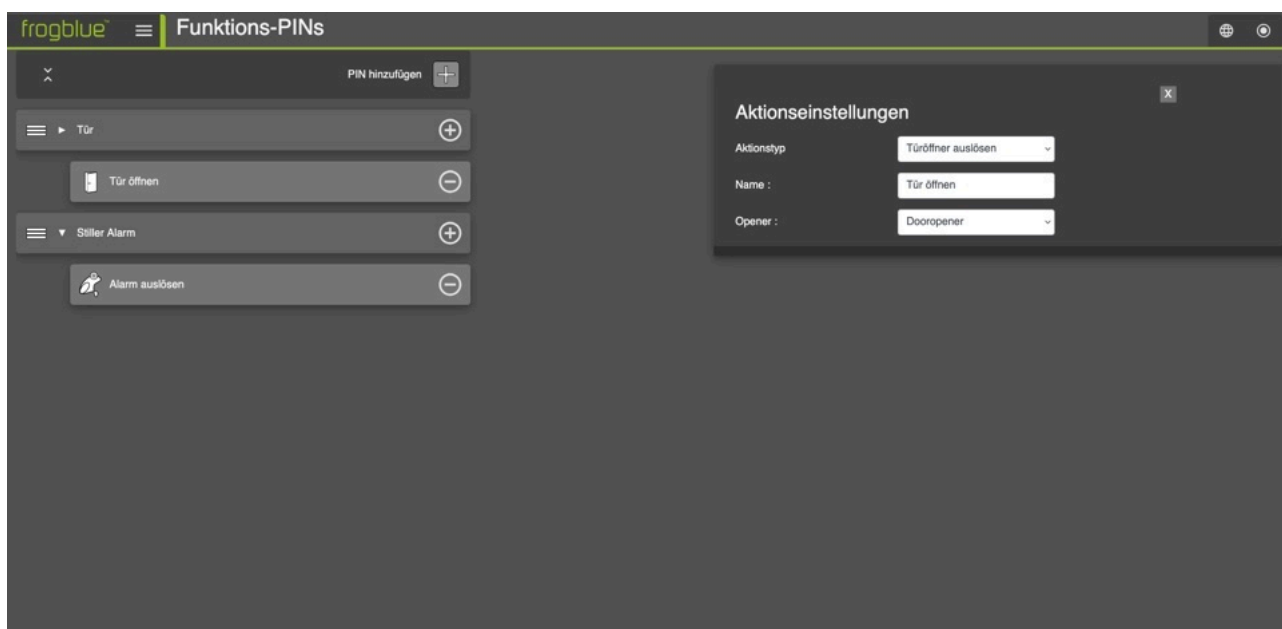 frogblue™ Funktions-PINs
PIN hinzufügen
Tür
Tür öffnen
Stiller Alarm
Alarm auslösen
X
Aktionseinstellungen
Aktionstyp Türöffner auslösen
Name : Tür öffnen
Opener : Dooropener